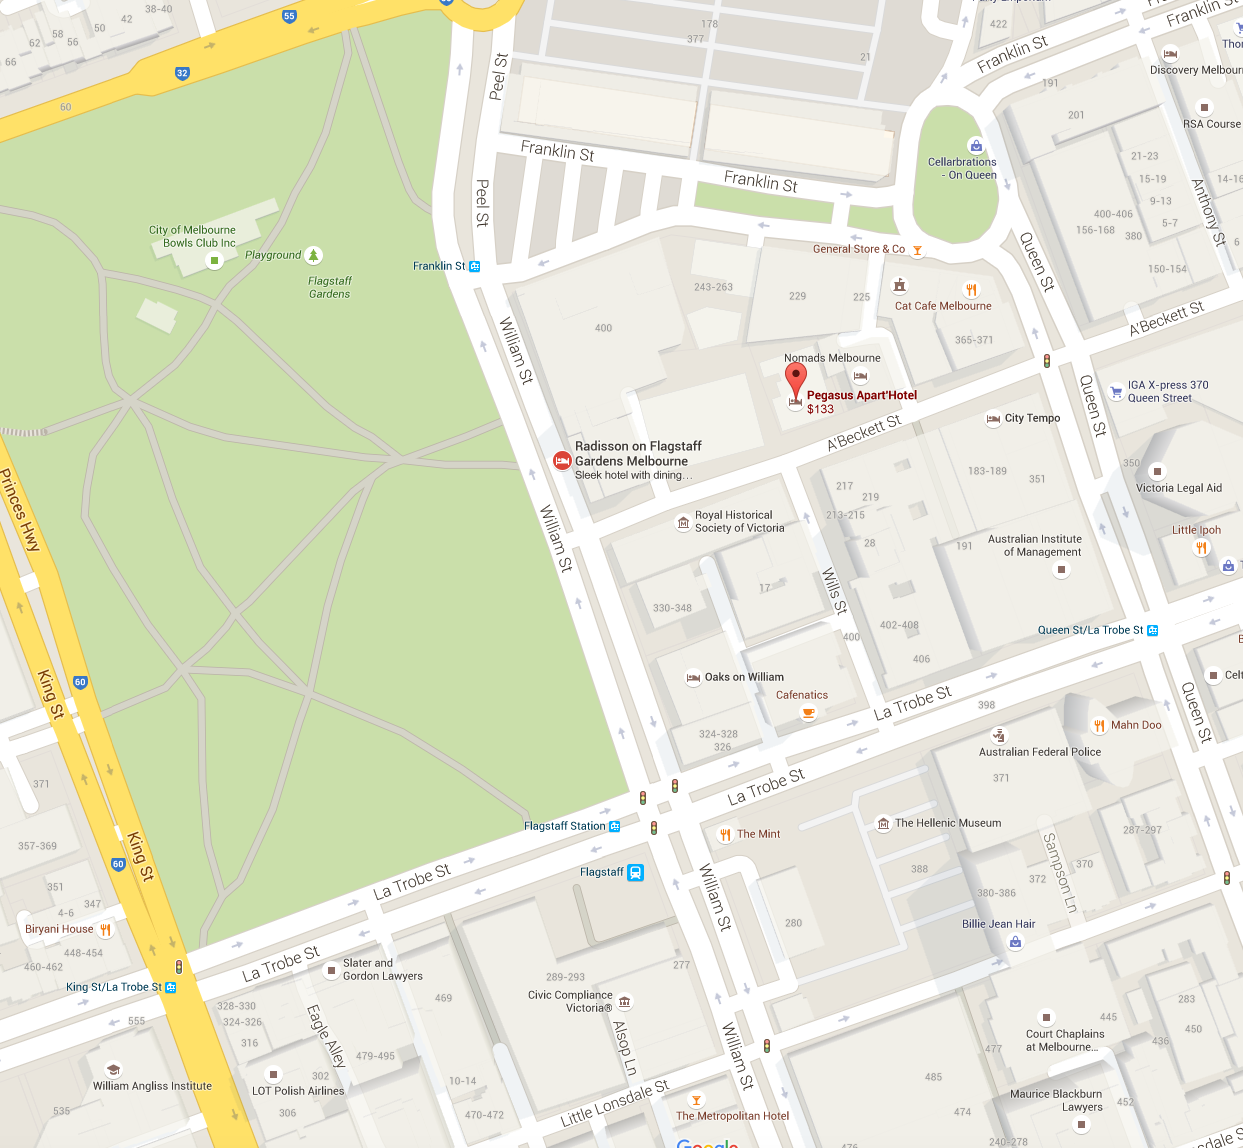 38-40
42
50
56
58
62
66
55
32
60
Peel St
178
377
21
Party Emporium
422
Franklin St
Franklin St
Discovery Melbour
191
201
RSA Course
Franklin St
Franklin St
Cellarbrations
- On Queen
21-23
15-19
14-16
9-13
5-7
400-406
156-168
380
6
150-154
Anthony St
Peel St
City of Melbourne
Bowls Club Inc
Playground
Flagstaff
Gardens
Franklin St
General Store & Co
Queen St
243-263
229
225
Cat Cafe Melbourne
A'Beckett St
400
William St
365-371
Nomads Melbourne
Pegasus Apart'Hotel
$133
IGA X-press 370
Queen Street
Queen St
City Tempo
A'Beckett St
Radisson on Flagstaff
Gardens Melbourne
Sleek hotel with dining...
Princes Hwy
183-189
351
350
Victoria Legal Aid
217
219
213-215
28
Royal Historical
Society of Victoria
William St
Little Ipoh
Australian Institute
of Management
191
17
Wills St
330-348
402-408
400
406
Queen St/La Trobe St
Oaks on William
Cafenatics
King St
60
La Trobe St
398
Queen St
Celt
324-328
326
Mahn Doo
Australian Federal Police
371
371
La Trobe St
Flagstaff Station
The Mint
The Hellenic Museum
287-297
Sampson Ln
357-369
King St
60
Flagstaff
La Trobe St
William St
388
370
372
380-386
351
347
4-6
Biryani House
448-454
460-462
280
Billie Jean Hair
La Trobe St
Slater and
Gordon Lawyers
277
289-293
King St/La Trobe St
469
Civic Compliance
Victoria®
328-330
324-326
316
555
Eagle Alley
Alsop Ln
William St
283
445
450
436
Court Chaplains
at Melbourne...
477
479-495
302
William Angliss Institute
LOT Polish Airlines
306
535
10-14
470-472
Little Lonsdale St
485
474
476
The Metropolitan Hotel
Maurice Blackburn
Lawyers
452
240-278
Google